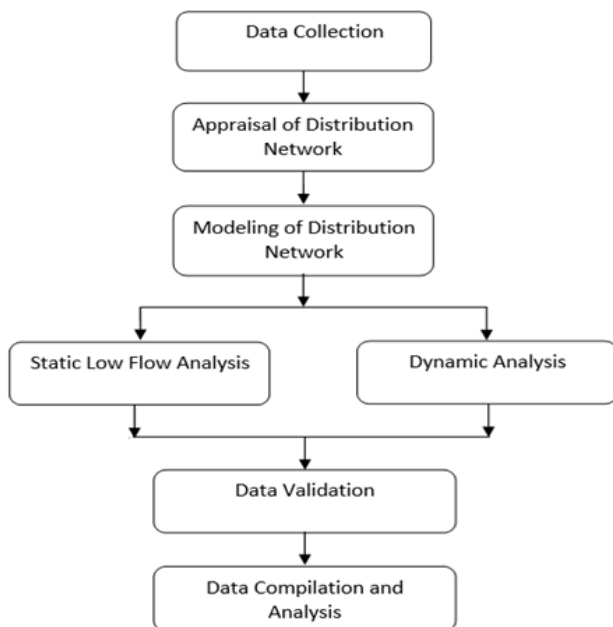 Data Collection
Appraisal of Distribution
Network
Modeling of Distribution
Network
Static Low Flow Analysis
Dynamic Analysis
Data Validation
Data Compilation and
Analysis